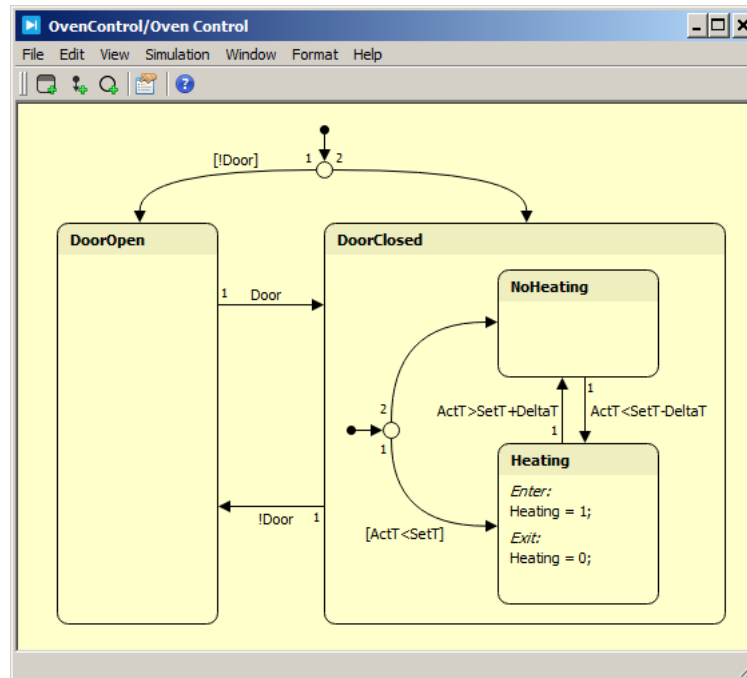 OvenControl/Oven Control
File Edit View Simulation Window Format Help
[!Door] 1 2
DoorOpen
DoorClosed
NoHeating
1 Door
2
ActT>SetT+DeltaT
1
1
ActT<SetT-DeltaT
1
Heating
Enter:
Heating = 1;
Exit:
Heating = 0;
[ActT<SetT]
!Door 1